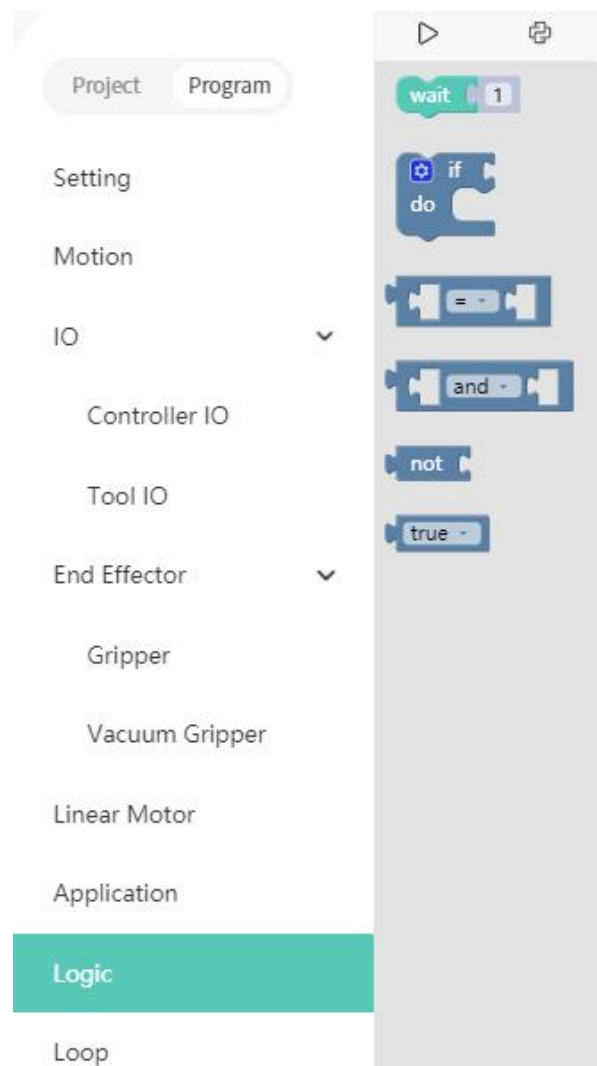 Project Program
Setting
Motion
IO
Controller IO
Tool IO
End Effector
Gripper
Vacuum Gripper
Linear Motor
Application
Logic
Loop
wait 1
if
do
=
and
not
true